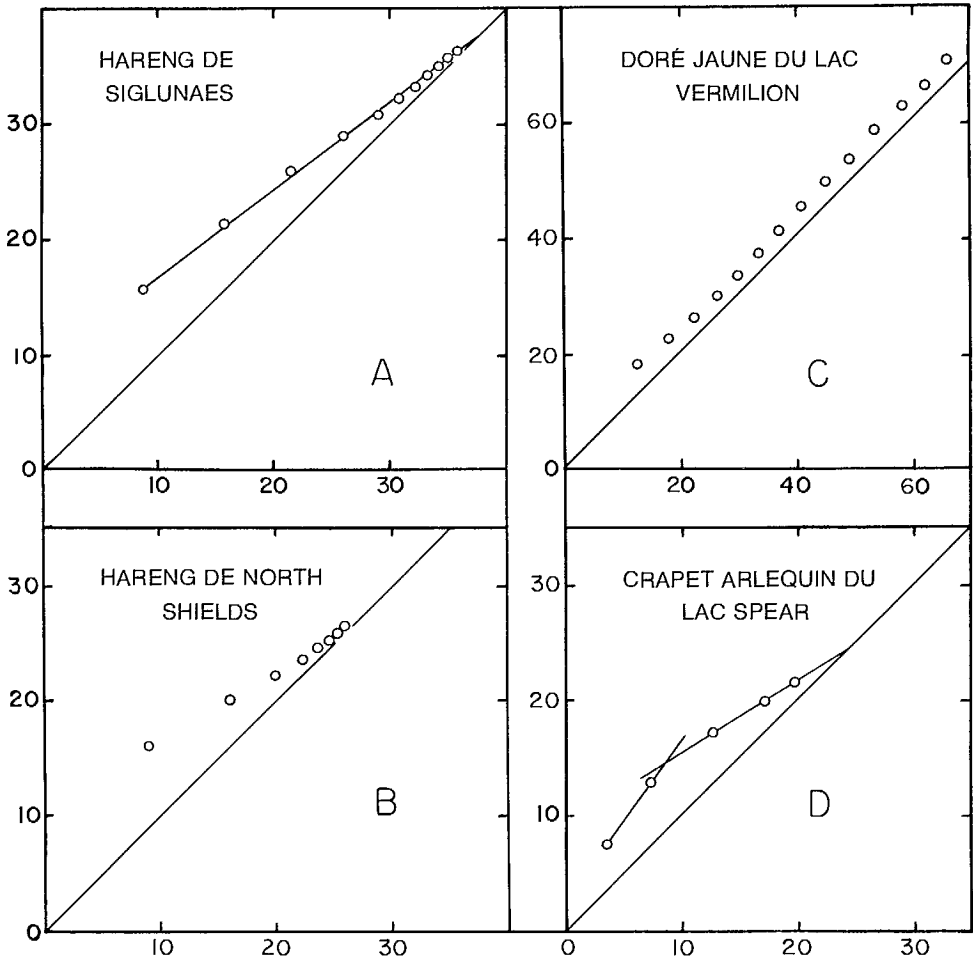 HARENG DE
SIGLUNAES
30
20
10
0
10 20 30
A
DORÉ JAUNE DU LAC
VERMILION
60
40
20
0
20 40 60
C
HARENG DE NORTH
SHIELDS
30
20
10
0
10 20 30
B
CRAPET ARLEQUIN DU
LAC SPEAR
30
20
10
0 10 20 30
D